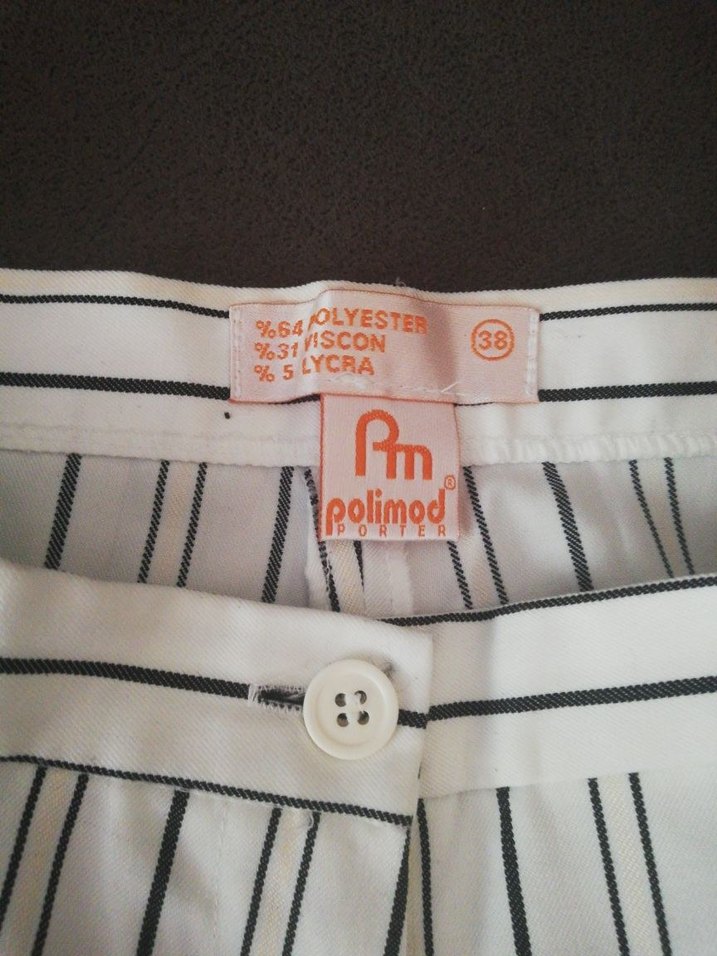 %64 POLYESTER
%31 VISCON
% 5 LYCRA
38
Pm
polimod®
PORTER